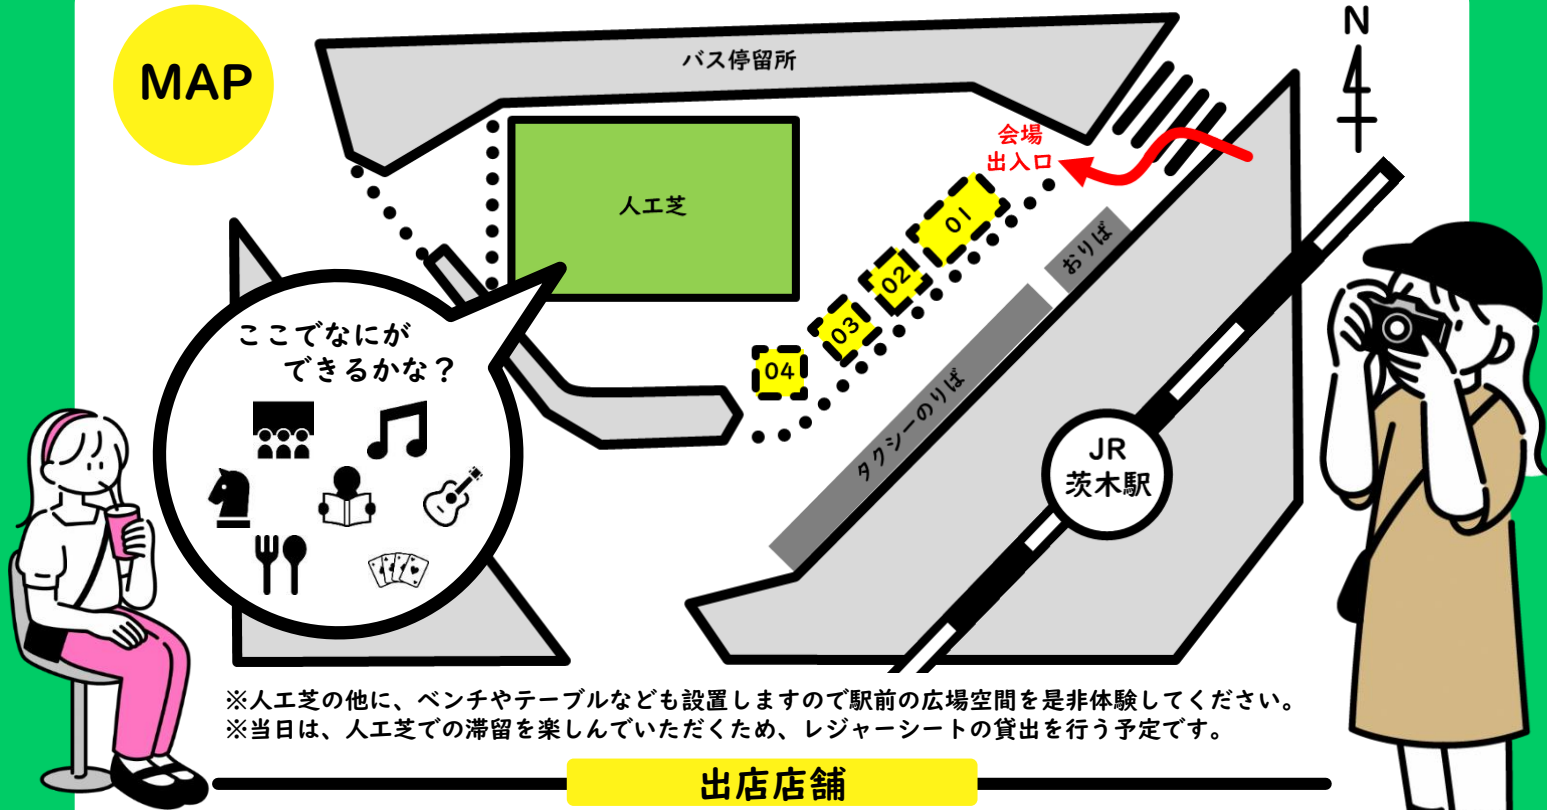 MAP
バス停留所
N
会場
出入口
人工芝
01
02
03
04
おりば
タクシーのりば
JR
茨木駅
ここでなにが
できるかな？
※人工芝の他に、ベンチやテーブルなども設置しますので駅前の広場空間を是非体験してください。
※当日は、人工芝での滞留を楽しんでいただくため、レジャーシートの貸出を行う予定です。
出店店舗